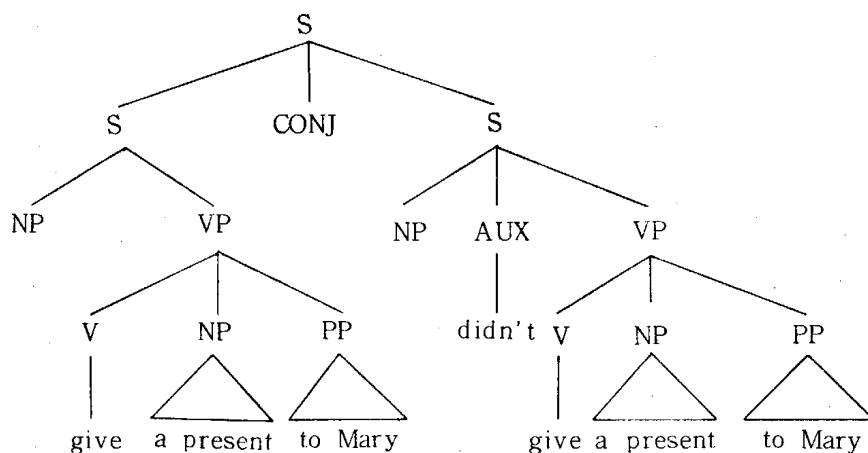 S
S CONJ S
NP VP NP AUX VP
V NP PP didn't V NP PP
give a present to Mary give a present to Mary